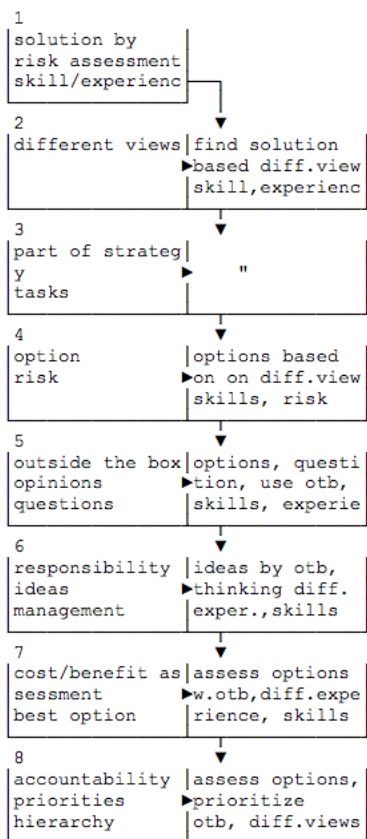 1
solution by
risk assessment
skill/experienc
2
different views find solution
based diff.view
skill,experienc
3
part of strateg
y "
tasks
4
option options based
risk on on diff.view
skills, risk
5
outside the box options, questi
opinions tion, use otb,
questions skills, experie
6
responsibility ideas by otb,
ideas thinking diff.
management exper.,skills
7
cost/benefit as assess options
sessment w.otb,diff.expe
best option rience, skills
8
accountability assess options,
priorities prioritize
hierarchy otb, diff.views